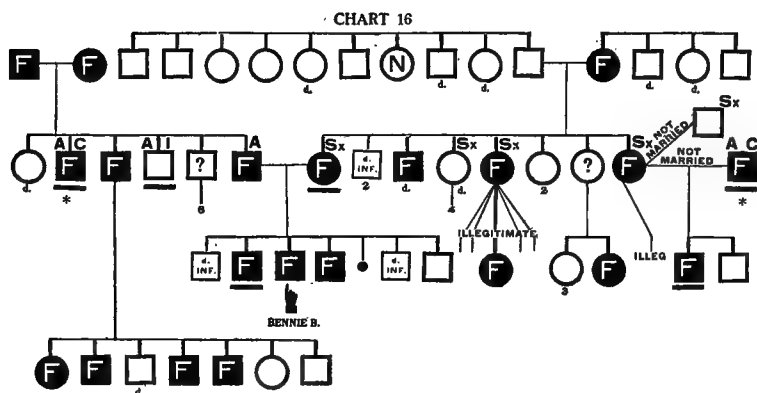 CHART 16
F F N F
d. d. d. d. d.
Sx
A C A I A Sx Sx Sx Sx NOT MARRIED NOT MARRIED A C
d. F F ? F F d. INF. F F ? F F
* 6 2 d. 4 d. 2 *
ILLEGITIMATE ILLEG
d. INF. F F F d. INF. F 3 F F
BENNIE B.
F F d. F F